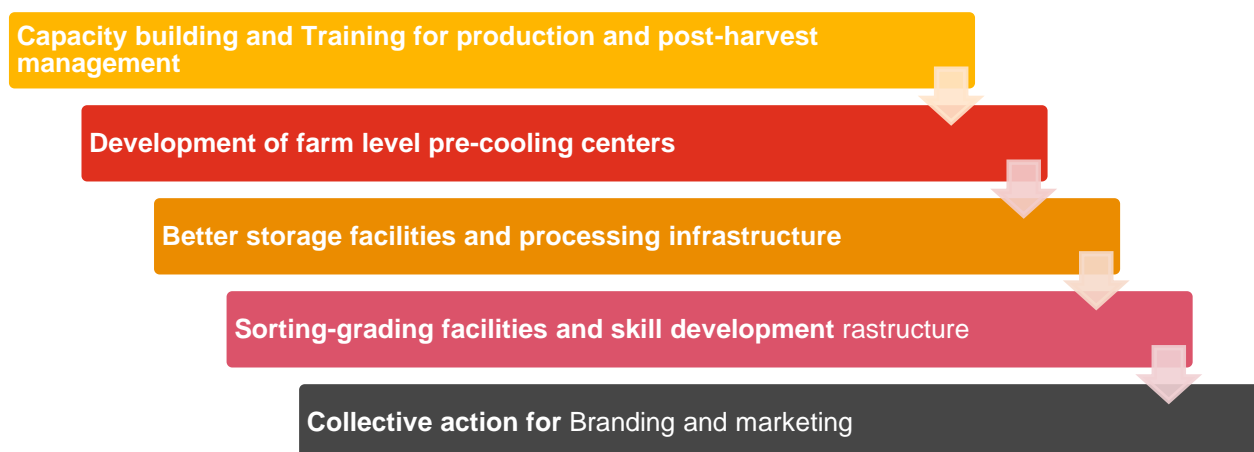 Capacity building and Training for production and post-harvest
management
Development of farm level pre-cooling centers
Better storage facilities and processing infrastructure
Sorting-grading facilities and skill development rastructure
Collective action for Branding and marketing